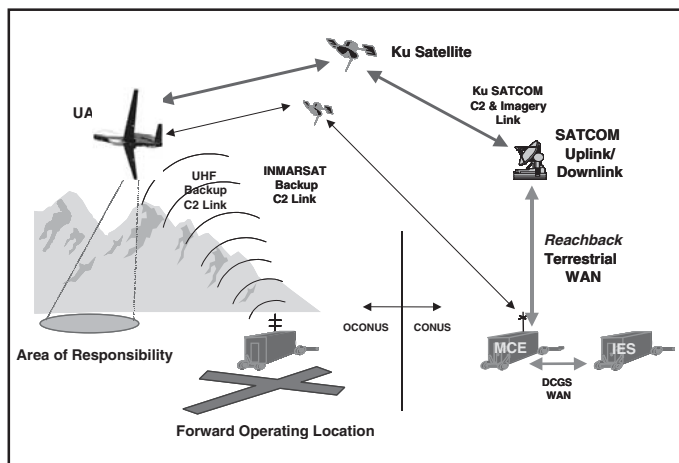 Ku Satellite
UA
Ku SATCOM
C2 & Imagery
Link
SATCOM
Uplink/
Downlink
UHF
Backup
C2 Link
INMARSAT
Backup
C2 Link
Reachback
Terrestrial
WAN
OCONUS
CONUS
MCE
IES
DCGS
WAN
Area of Responsibility
Forward Operating Location